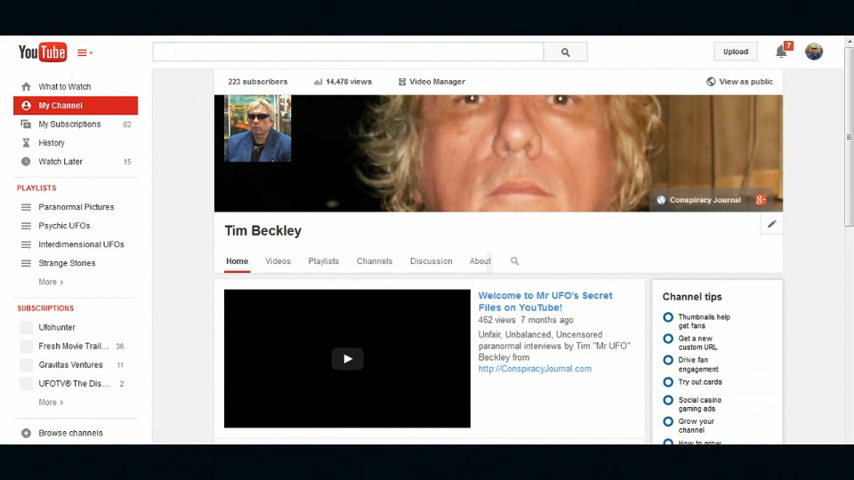 YouTube
Upload
7
What to Watch
My Channel
My Subscriptions 62
History
Watch Later 15
PLAYLISTS
Paranormal Pictures
Psychic UFOs
Interdimensional UFOs
Strange Stories
More >
SUBSCRIPTIONS
Ufohunter
Fresh Movie Trail... 36
Gravitas Ventures 11
UFOTV® The Dis... 2
More >
Browse channels
223 subscribers 14,478 views Video Manager View as public
Conspiracy Journal g+
Tim Beckley
Home Videos Playlists Channels Discussion About
Welcome to Mr UFO's Secret
Files on YouTube!
462 views 7 months ago
Unfair, Unbalanced, Uncensored
paranormal interviews by Tim "Mr UFO"
Beckley from
http://ConspiracyJournal.com
Channel tips
Thumbnails help
get fans
Get a new
custom URL
Drive fan
engagement
Try out cards
Social casino
gaming ads
Grow your
channel
How to grow